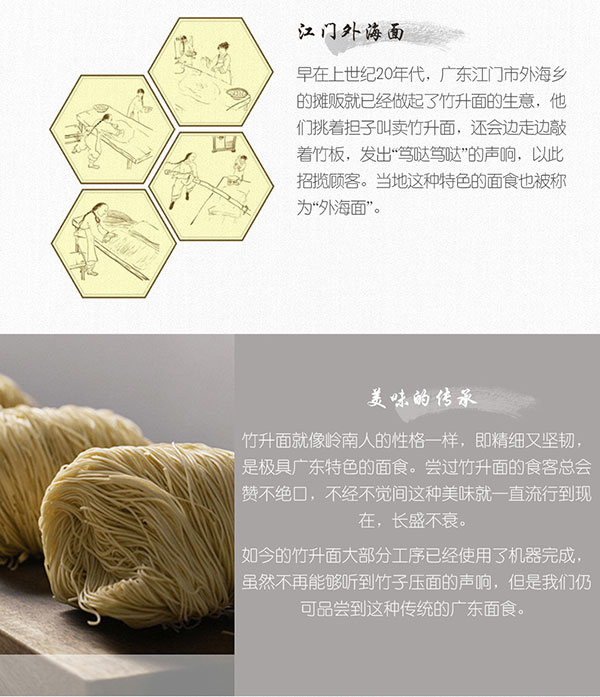 江门外海面
早在上世纪20年代，广东江门市外海乡
的摊贩就已经做起了竹升面的生意，他
们挑着担子叫卖竹升面，还会边走边敲
着竹板，发出“笃哒笃哒”的声响，以此
招揽顾客。当地这种特色的面食也被称
为“外海面”。
美味的传承
竹升面就像岭南人的性格一样，即精细又坚韧，
是极具广东特色的面食。尝过竹升面的食客总会
赞不绝口，不经不觉间这种美味就一直流行到现
在，长盛不衰。
如今的竹升面大部分工序已经使用了机器完成，
虽然不再能够听到竹子压面的声响，但是我们仍
可品尝到这种传统的广东面食。